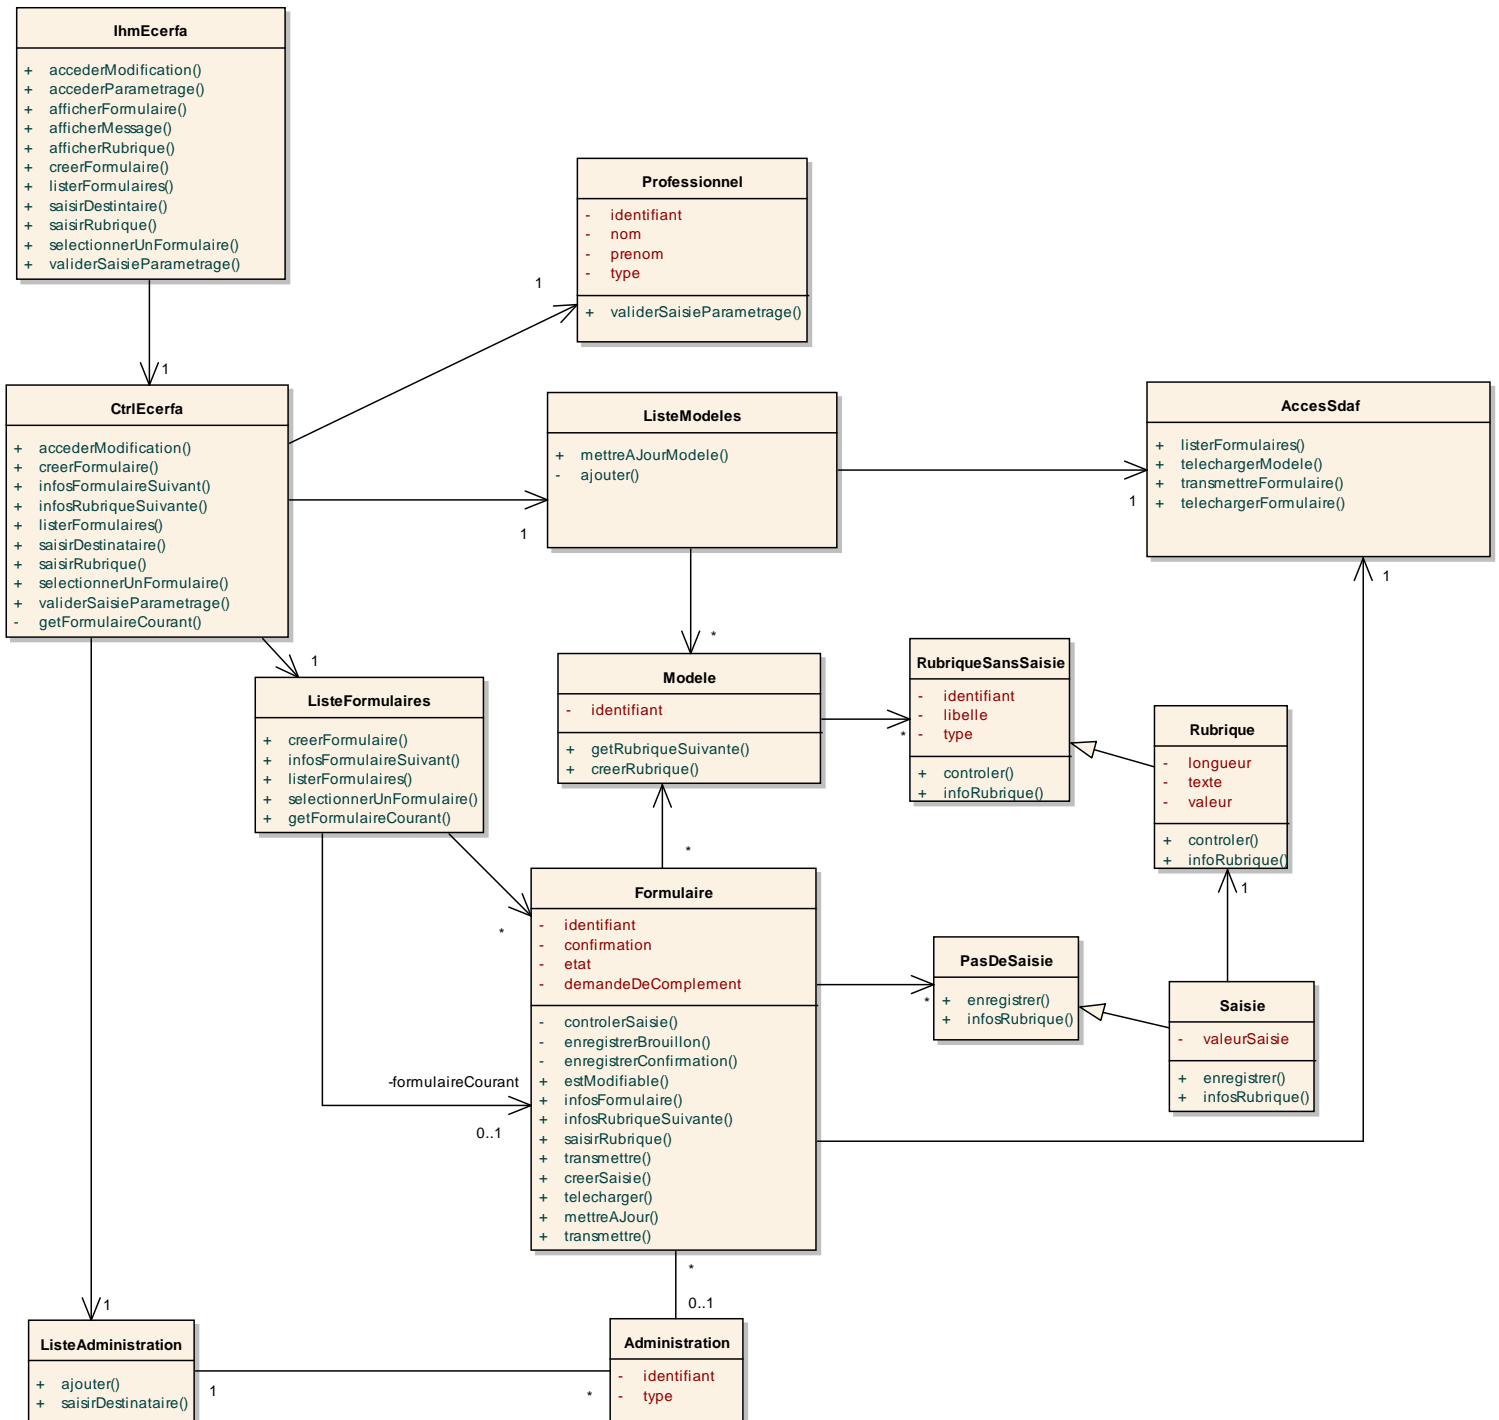 IhmEcerfa
+ accederModification()
+ accederParametrage()
+ afficherFormulaire()
+ afficherMessage()
+ afficherRubrique()
+ creerFormulaire()
+ listerFormulaires()
+ saisirDestintaire()
+ saisirRubrique()
+ selectionnerUnFormulaire()
+ validerSaisieParametrage()
Professionnel
- identifiant
- nom
- prenom
- type
+ validerSaisieParametrage()
1
1
CtrlEcerfa
+ accederModification()
+ creerFormulaire()
+ infosFormulaireSuivant()
+ infosRubriqueSuivante()
+ listerFormulaires()
+ saisirDestinataire()
+ saisirRubrique()
+ selectionnerUnFormulaire()
+ validerSaisieParametrage()
- getFormulaireCourant()
ListeModeles
+ mettreAJourModele()
- ajouter()
1
AccesSdaf
+ listerFormulaires()
+ telechargerModele()
+ transmettreFormulaire()
+ telechargerFormulaire()
1
1
*
1
ListeFormulaires
+ creerFormulaire()
+ infosFormulaireSuivant()
+ listerFormulaires()
+ selectionnerUnFormulaire()
+ getFormulaireCourant()
Modele
- identifiant
+ getRubriqueSuivante()
+ creerRubrique()
*
RubriqueSansSaisie
- identifiant
- libelle
- type
+ controler()
+ infoRubrique()
Rubrique
- longueur
- texte
- valeur
+ controler()
+ infoRubrique()
*
1
*
Formulaire
- identifiant
- confirmation
- etat
- demandeDeComplement
- controlerSaisie()
- enregistrerBrouillon()
- enregistrerConfirmation()
+ estModifiable()
+ infosFormulaire()
+ infosRubriqueSuivante()
+ saisirRubrique()
+ transmettre()
+ creerSaisie()
+ telecharger()
+ mettreAJour()
+ transmettre()
*
PasDeSaisie
+ enregistrer()
+ infosRubrique()
Saisie
- valeurSaisie
+ enregistrer()
+ infosRubrique()
-formulaireCourant
0..1
*
0..1
1
ListeAdministration
+ ajouter()
+ saisirDestinataire()
1
*
Administration
- identifiant
- type